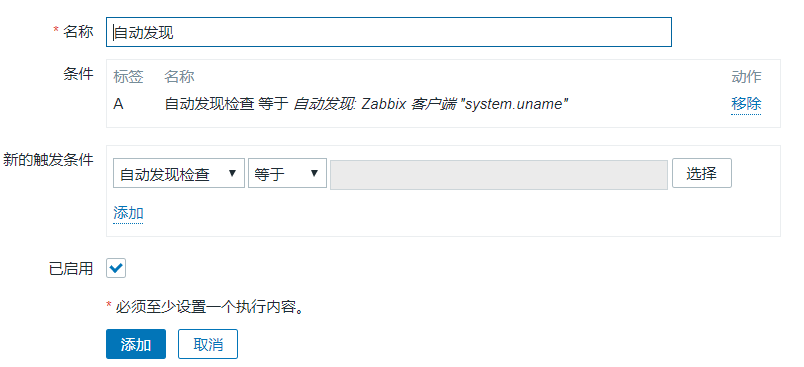 * 名称 自动发现
条件 标签 名称 动作
A 自动发现检查 等于 自动发现: Zabbix 客户端 "system.uname" 移除
新的触发条件 自动发现检查 等于 选择
添加
已启用
* 必须至少设置一个执行内容。
添加 取消